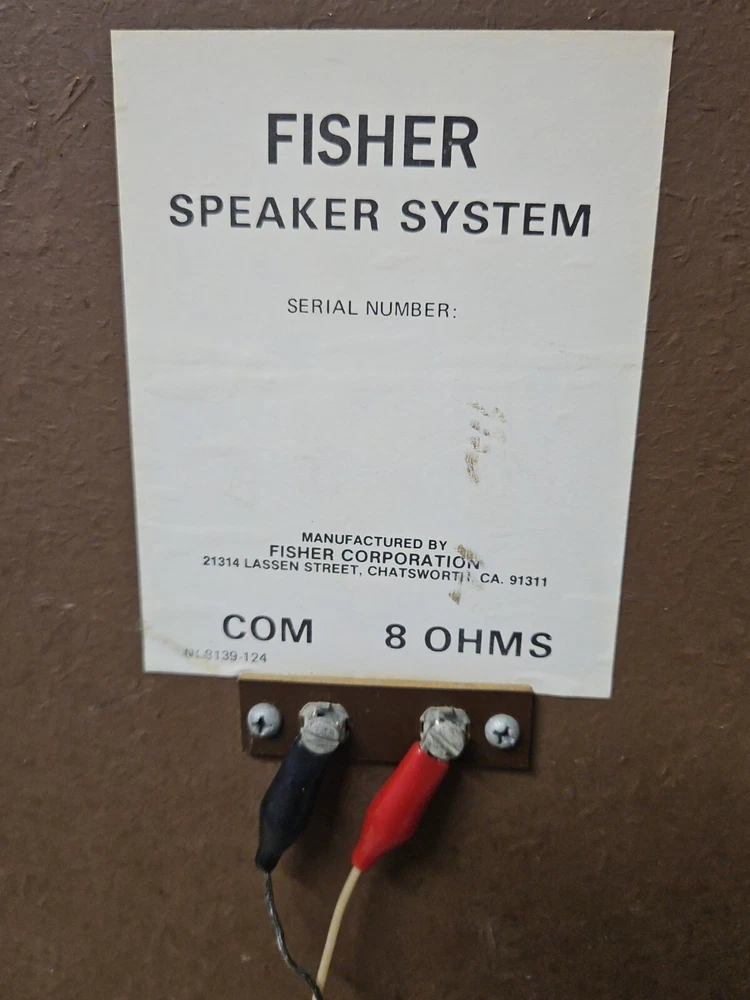 FISHER
SPEAKER SYSTEM
SERIAL NUMBER:
MANUFACTURED BY
FISHER CORPORATION
21314 LASSEN STREET, CHATSWORTH, CA. 91311
COM 8 OHMS